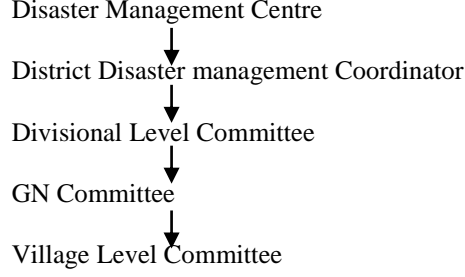 Disaster Management Centre
District Disaster management Coordinator
Divisional Level Committee
GN Committee
Village Level Committee